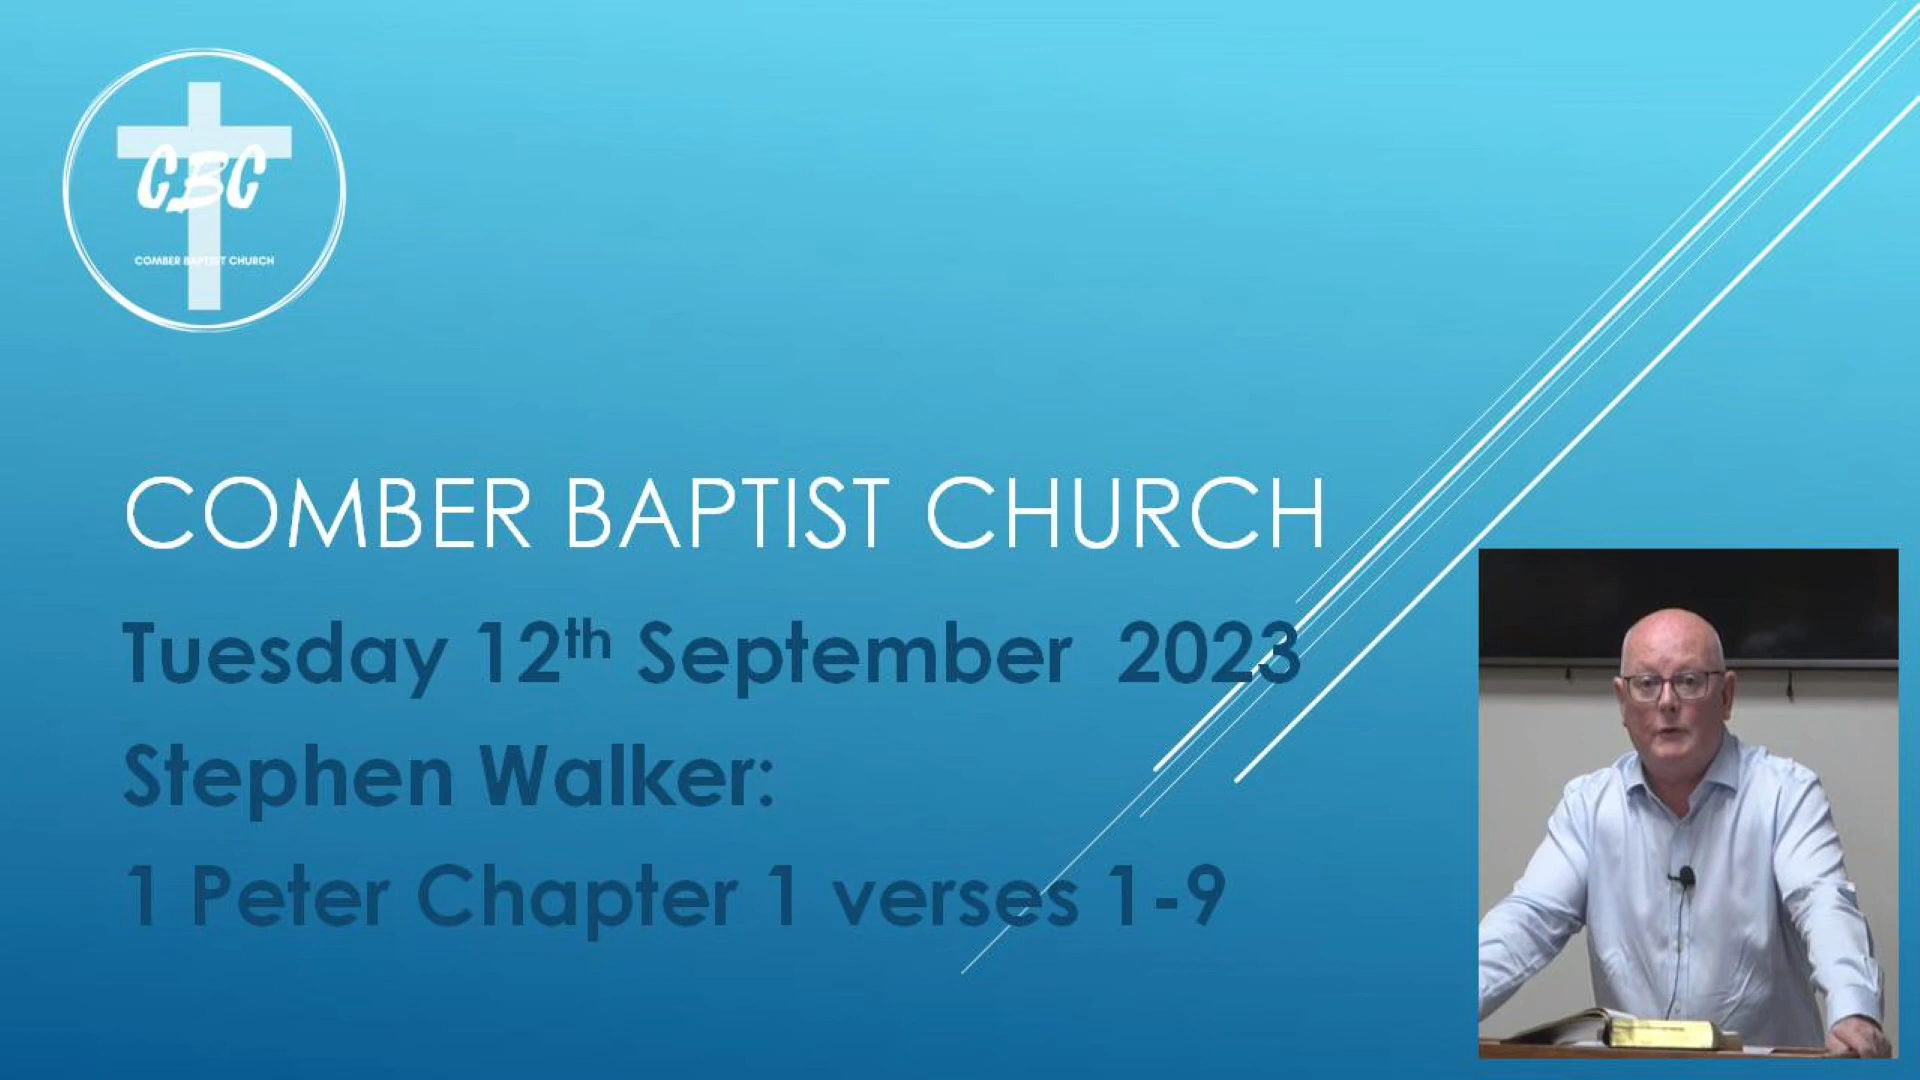 CBC
COMBER BAPTIST CHURCH
COMBER BAPTIST CHURCH
Tuesday 12th September 2023
Stephen Walker:
1 Peter Chapter 1 verses 1-9